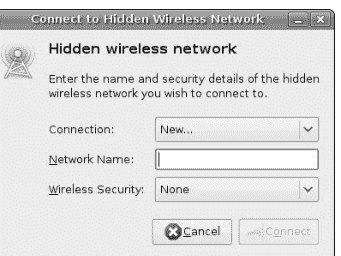 Connect to Hidden Wireless Network
Hidden wireless network
Enter the name and security details of the hidden
wireless network you wish to connect to.
Connection: New...
Network Name:
Wireless Security: None
Cancel Connect